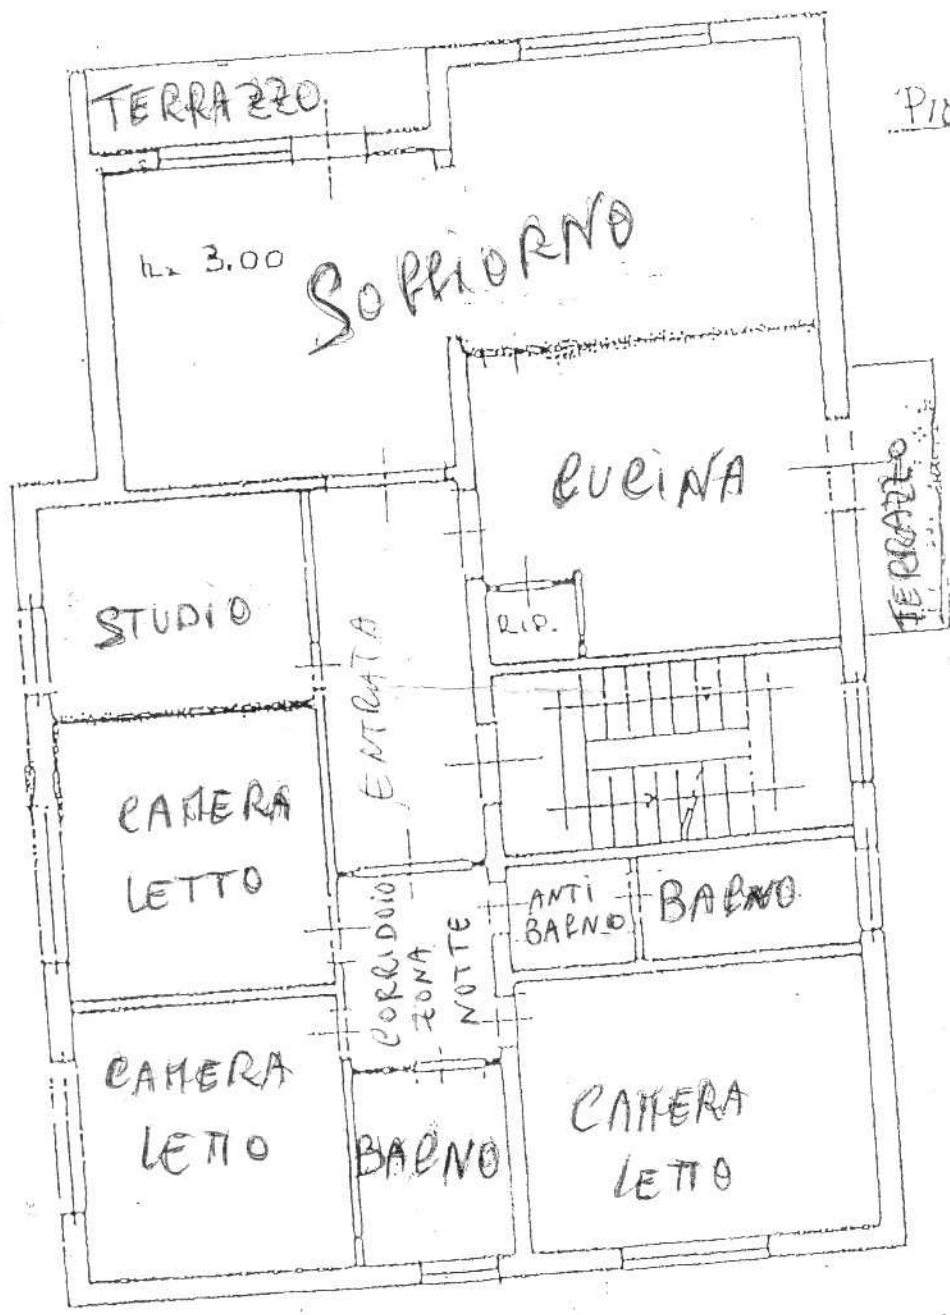 TERRAZZO
h= 3.00
SOGGIORNO
CUCINA
TERRAZZO
RIP.
STUDIO
ENTRATA
CAMERA
LETTO
ANTI
BAGNO
BAGNO
CORRIDOIO
ZONA
NOTTE
CAMERA
LETTO
BAGNO
CAMERA
LETTO